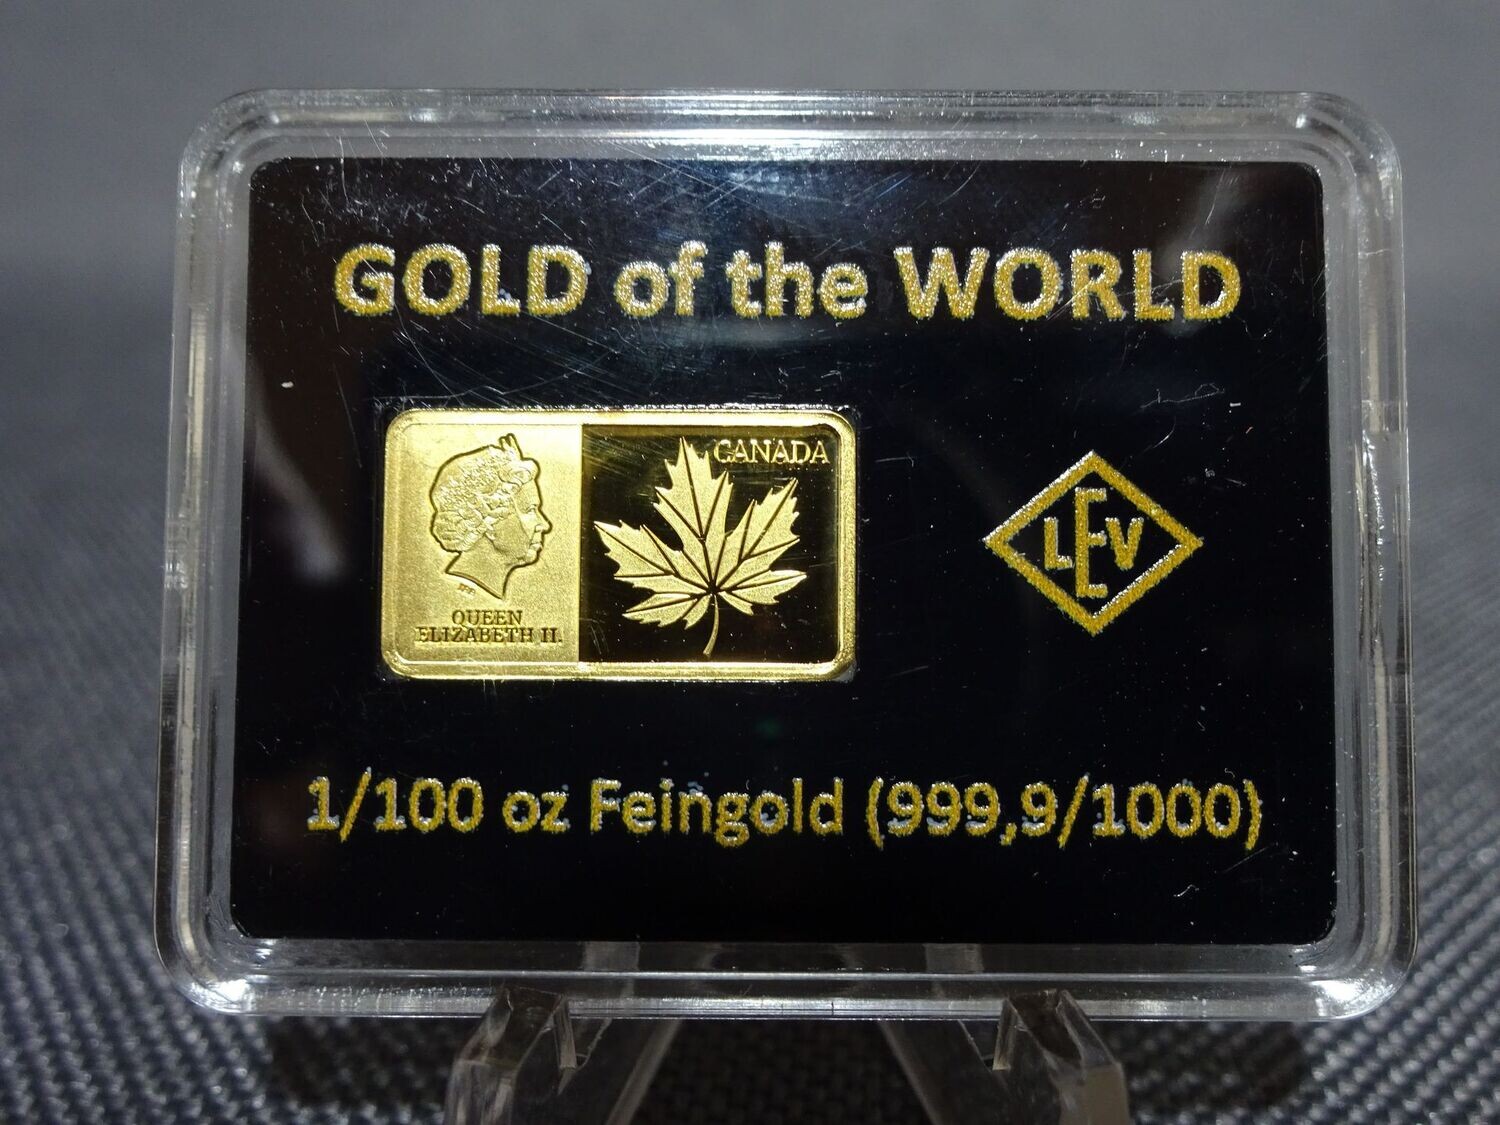 GOLD of the WORLD
CANADA
QUEEN
ELIZABETH II.
LEV
1/100 oz Feingold (999,9/1000)